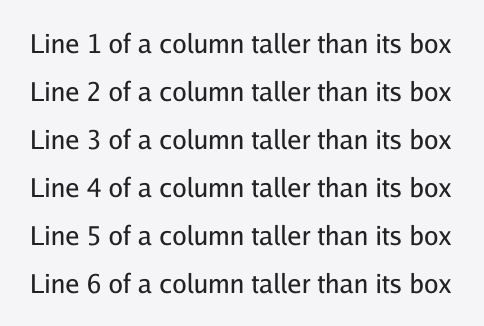 Line 1 of a column taller than its box
Line 2 of a column taller than its box
Line 3 of a column taller than its box
Line 4 of a column taller than its box
Line 5 of a column taller than its box
Line 6 of a column taller than its box